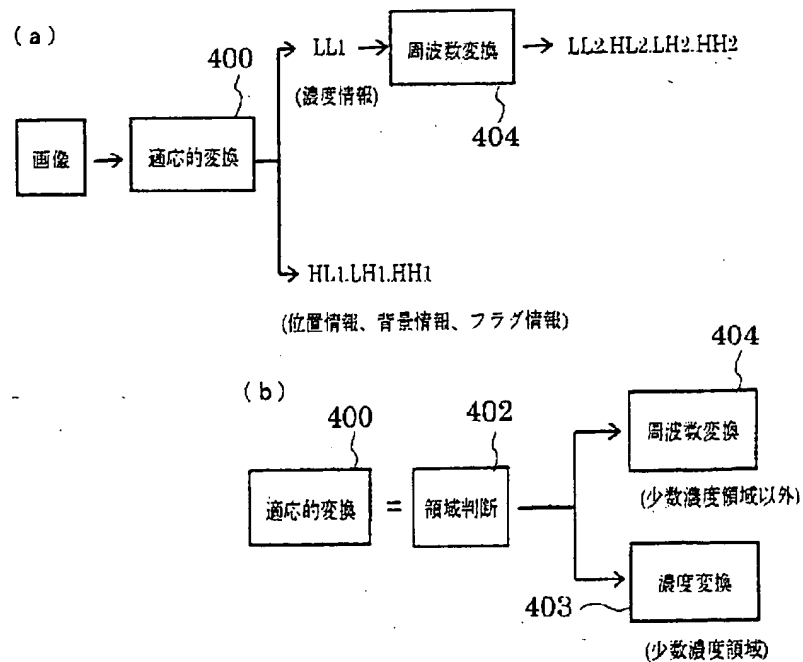 (a)
400
画像
適応的変換
LL1
(濃度情報)
周波数変換
404
LL2.HL2.LH2.HH2
HL1.LH1.HH1
(位置情報、背景情報、フラグ情報)
(b)
400
適応的変換
=
402
領域判断
404
周波数変換
(少数濃度領域以外)
403
濃度変換
(少数濃度領域)